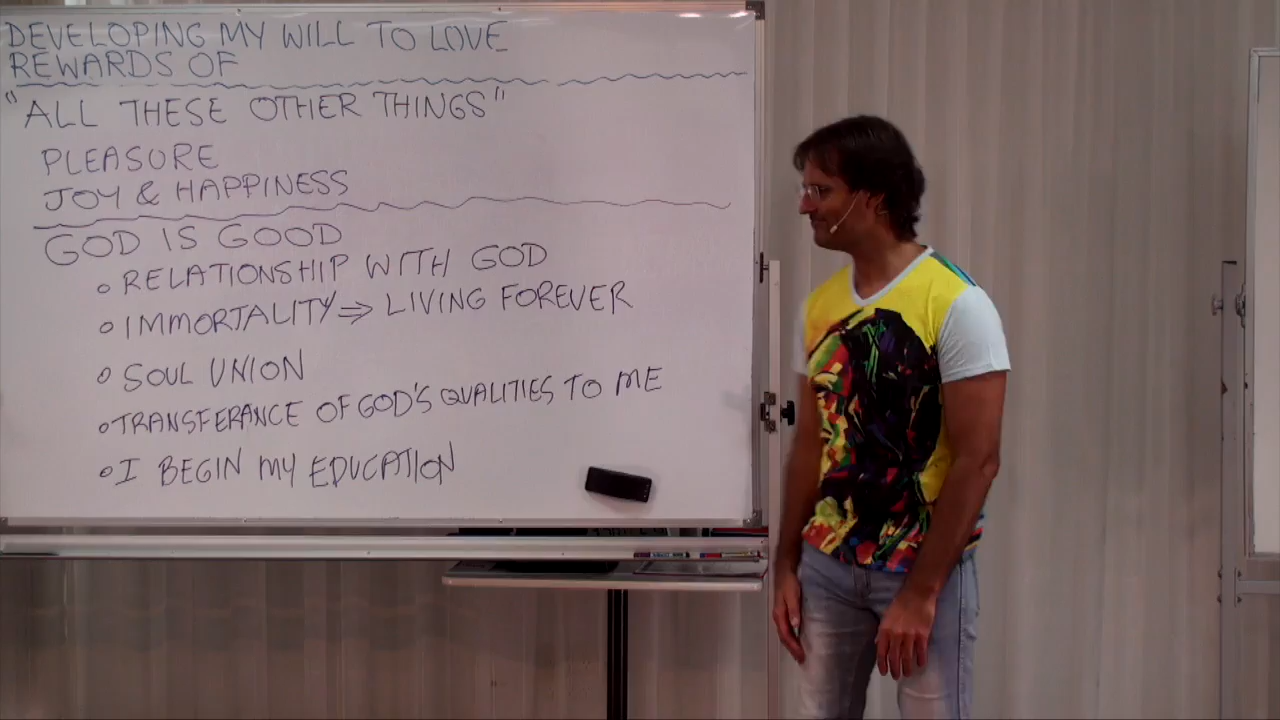 DEVELOPING MY WILL TO LOVE
REWARDS OF
"ALL THESE OTHER THINGS"
PLEASURE
JOY & HAPPINESS
GOD IS GOOD
∘ RELATIONSHIP WITH GOD
∘ IMMORTALITY ⇒ LIVING FOREVER
∘ SOUL UNION
∘ TRANSFERANCE OF GOD'S QUALITIES TO ME
∘ I BEGIN MY EDUCATION